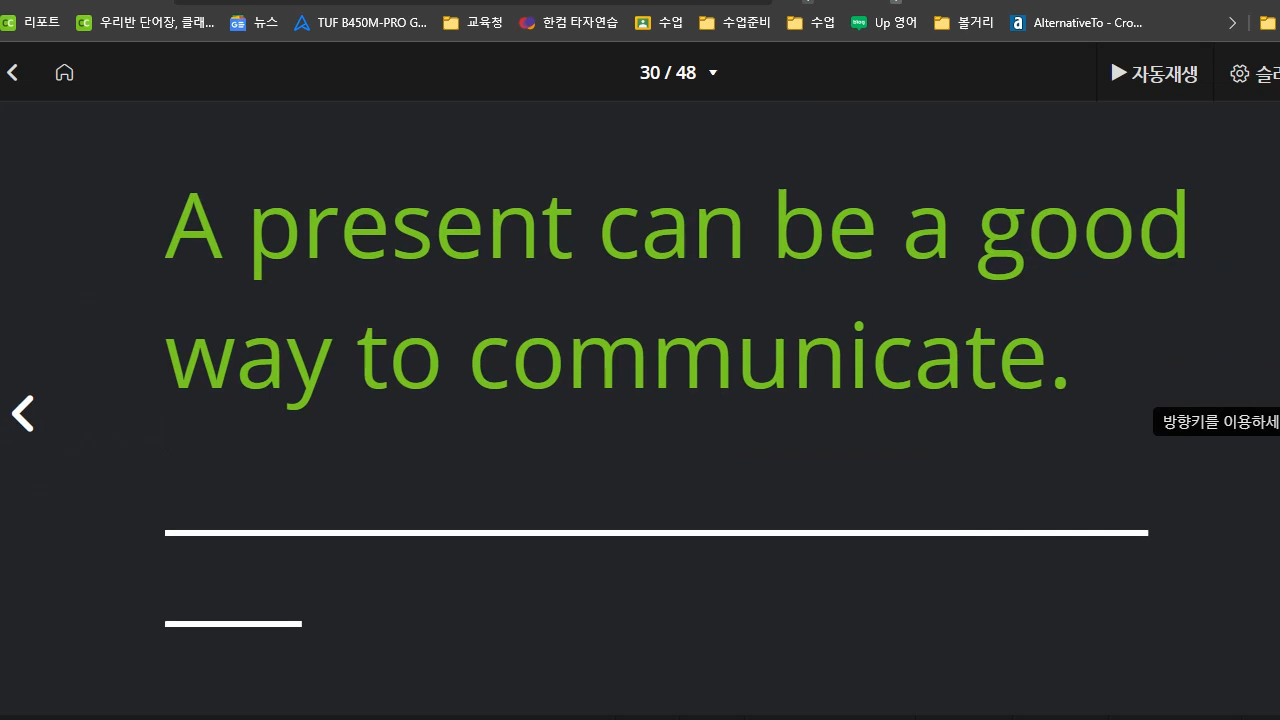 리포트 우리반 단어장, 클래... 뉴스 TUF B450M-PRO G... 교육청 한컴 타자연습 수업 수업준비 수업 Up 영어 볼거리 AlternativeTo - Cro...
30 / 48 자동재생
A present can be a good
way to communicate.
방향키를 이용하세